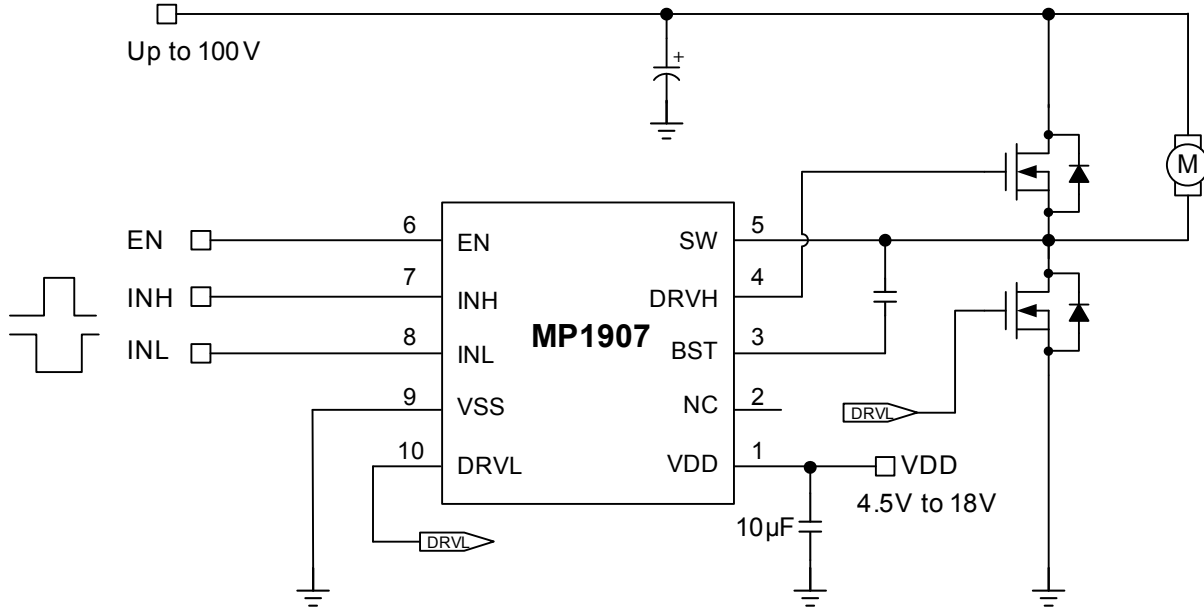 Up to 100V
+
M
EN
6
EN
SW
5
INH
7
INH
DRVH
4
MP1907
INL
8
INL
BST
3
9
VSS
NC
2
DRVL
10
DRVL
VDD
1
VDD
4.5V to 18V
10µF
DRVL